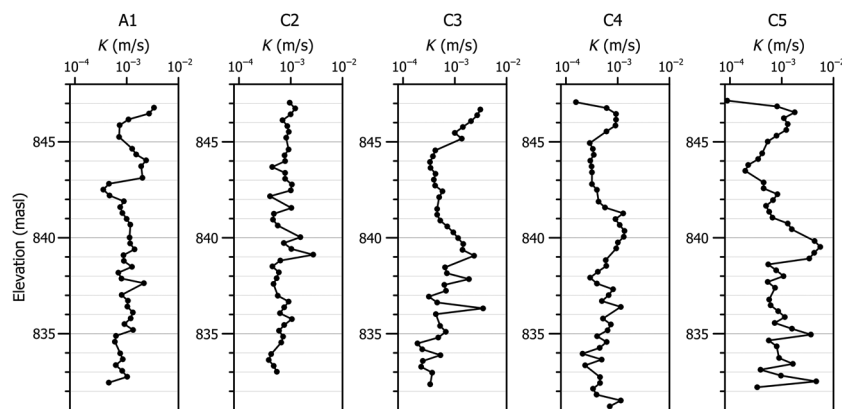 A1 C2 C3 C4 C5
K (m/s) K (m/s) K (m/s) K (m/s) K (m/s)
10⁻⁴ 10⁻³ 10⁻² 10⁻⁴ 10⁻³ 10⁻² 10⁻⁴ 10⁻³ 10⁻² 10⁻⁴ 10⁻³ 10⁻² 10⁻⁴ 10⁻³ 10⁻²
845 845 845 845 845
840 840 840 840 840
835 835 835 835 835
Elevation (masl)